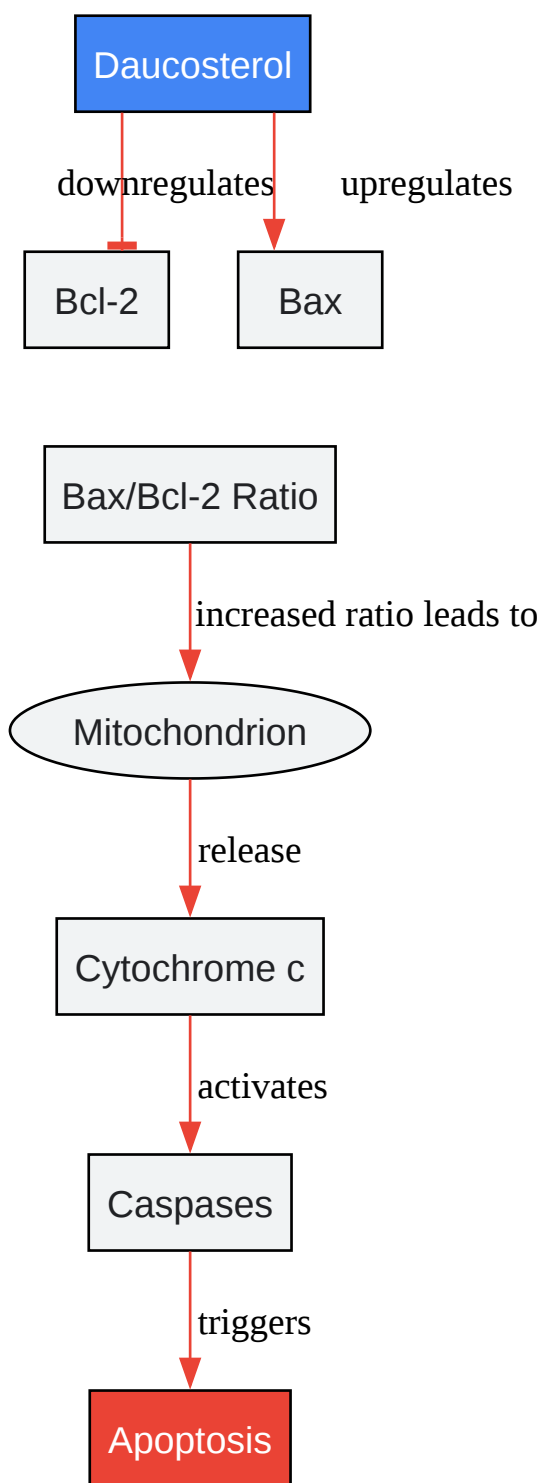 Daucosterol
downregulates
upregulates
Bcl-2
Bax
Bax/Bcl-2 Ratio
increased ratio leads to
Mitochondrion
release
Cytochrome c
activates
Caspases
triggers
Apoptosis